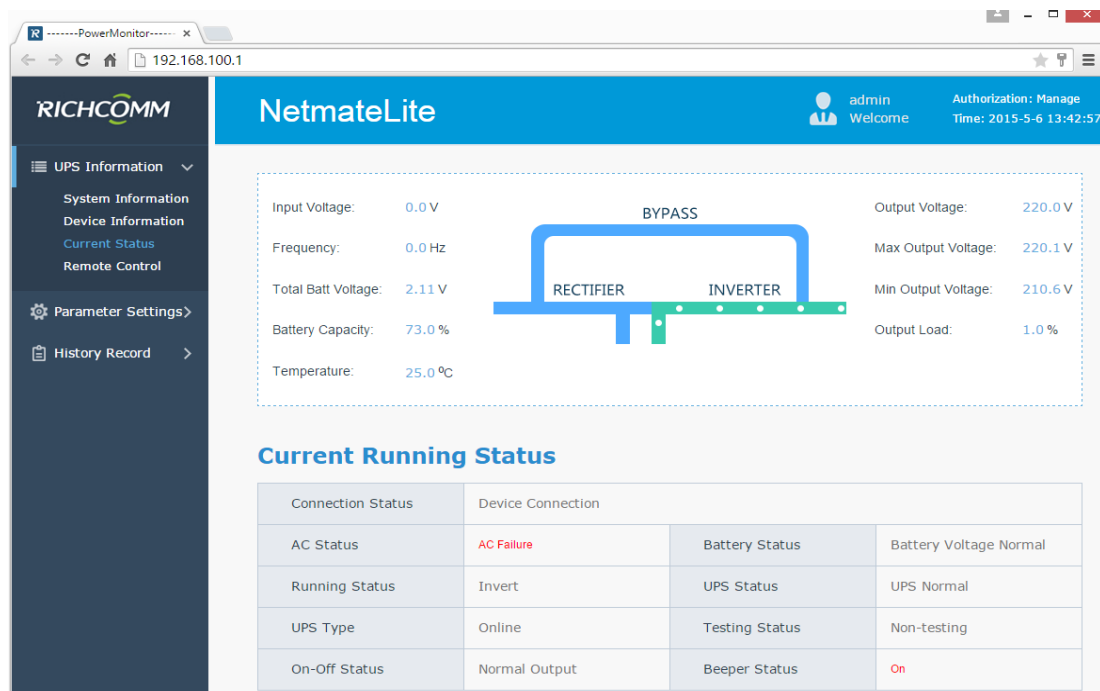 -------PowerMonitor------
192.168.100.1
RICHCOMM
NetmateLite
admin
Welcome
Authorization: Manage
Time: 2015-5-6 13:42:57
UPS Information
System Information
Device Information
Current Status
Remote Control
Parameter Settings
History Record
Input Voltage: 0.0 V
Frequency: 0.0 Hz
Total Batt Voltage: 2.11 V
Battery Capacity: 73.0 %
Temperature: 25.0 ºC
BYPASS
RECTIFIER INVERTER
Output Voltage: 220.0 V
Max Output Voltage: 220.1 V
Min Output Voltage: 210.6 V
Output Load: 1.0 %
Current Running Status
Connection Status Device Connection
AC Status AC Failure Battery Status Battery Voltage Normal
Running Status Invert UPS Status UPS Normal
UPS Type Online Testing Status Non-testing
On-Off Status Normal Output Beeper Status On